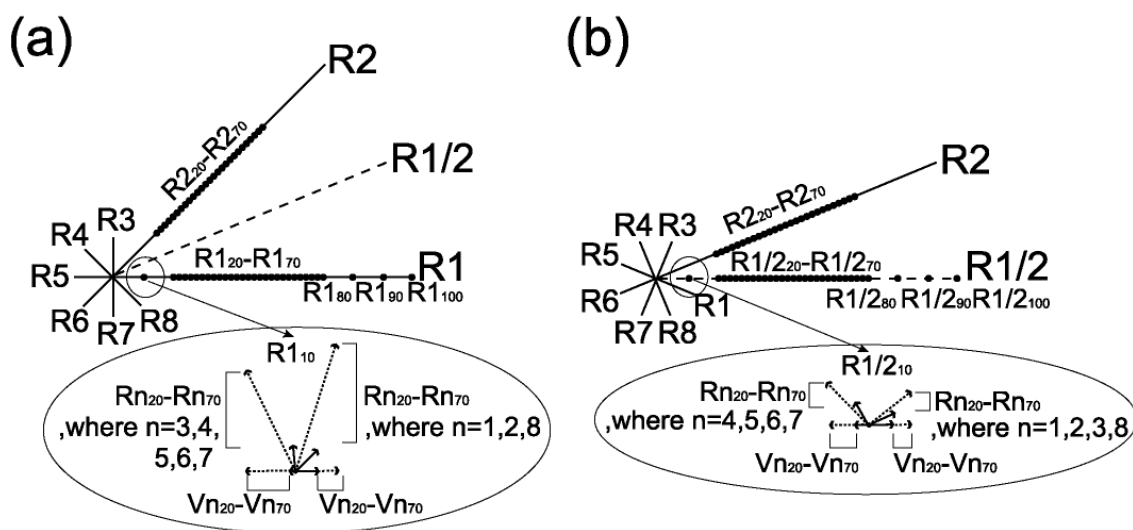 (a)
R2
R2₂₀-R2₇₀
R1/2
R3
R4
R5
R6
R7
R8
R1₂₀-R1₇₀
R1
R1₈₀
R1₉₀
R1₁₀₀
R1₁₀
Rn₂₀-Rn₇₀
,where n=3,4,
5,6,7
Rn₂₀-Rn₇₀
,where n=1,2,8
Vn₂₀-Vn₇₀
Vn₂₀-Vn₇₀
(b)
R2
R2₂₀-R2₇₀
R4
R3
R5
R6
R7
R8
R1
R1/2₂₀-R1/2₇₀
R1/2
R1/2₈₀
R1/2₉₀
R1/2₁₀₀
R1/2₁₀
Rn₂₀-Rn₇₀
,where n=4,5,6,7
Rn₂₀-Rn₇₀
,where n=1,2,3,8
Vn₂₀-Vn₇₀
Vn₂₀-Vn₇₀